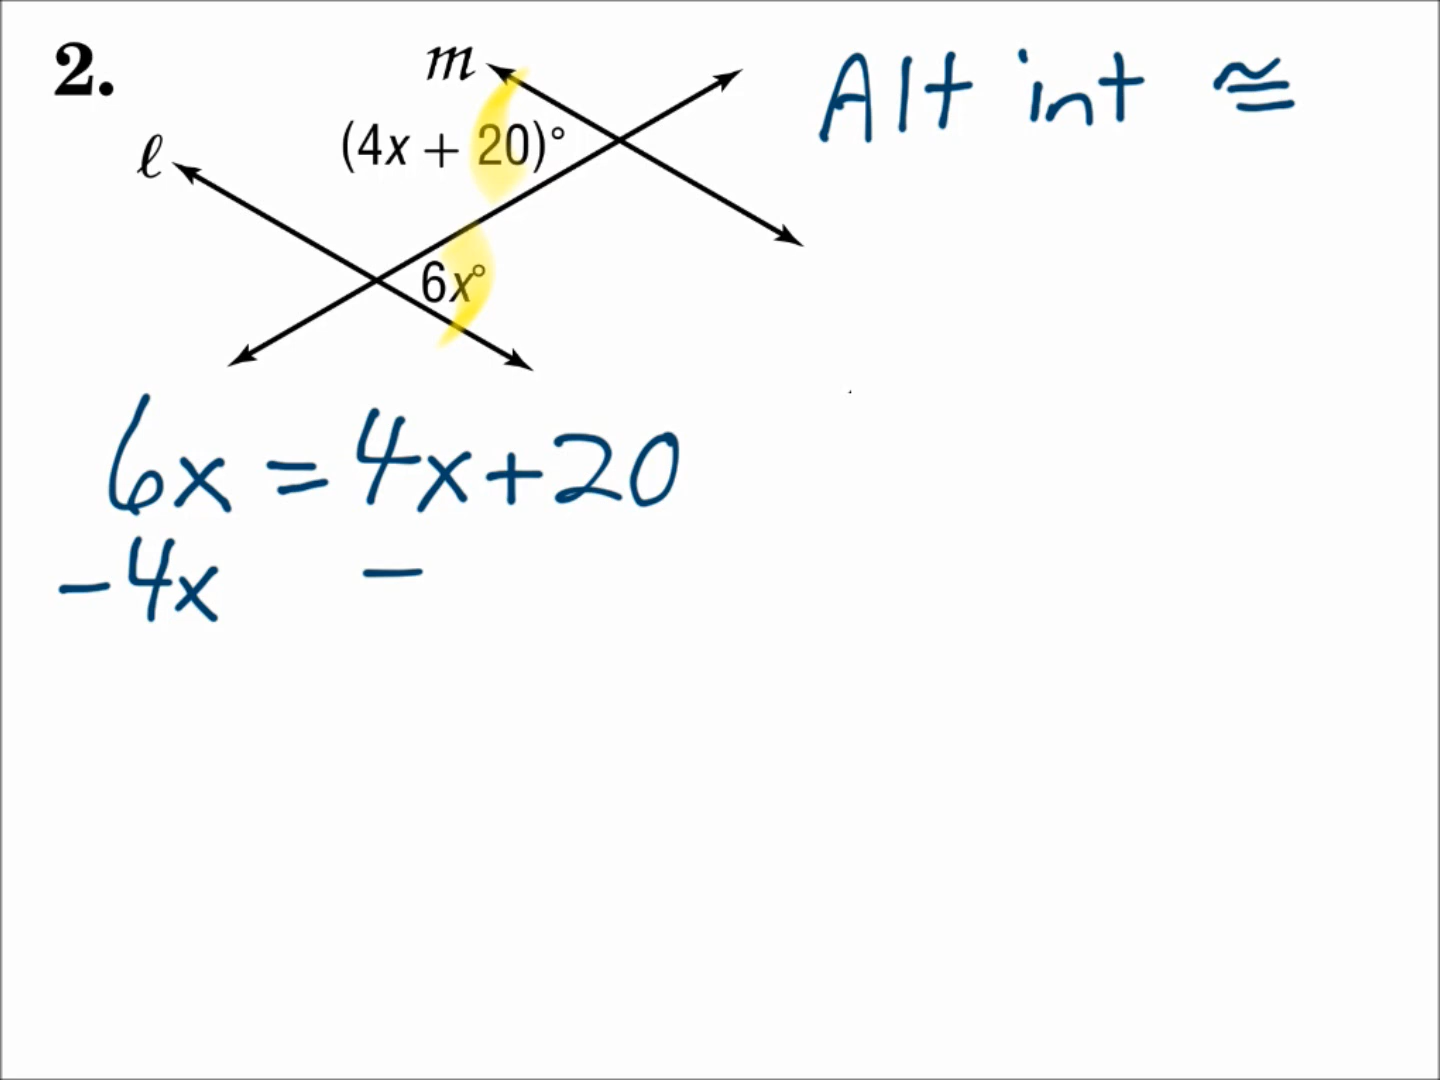 2.
m
Alt int ≅
(4x + 20)°
ℓ
6x°
6x = 4x+20
-4x -